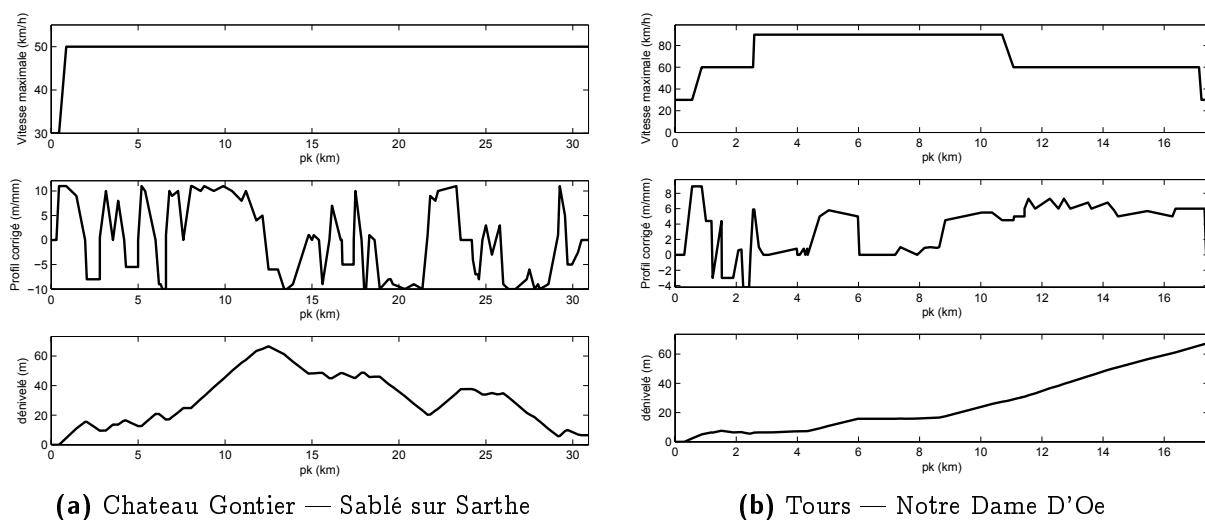 Vitesse maximale (km/h)
50
40
30
0 5 10 15 20 25 30
pk (km)
Profil corrigé (m/mm)
10
5
0
−5
−10
0 5 10 15 20 25 30
pk (km)
dénivelé (m)
60
40
20
0
0 5 10 15 20 25 30
pk (km)
(a) Chateau Gontier — Sablé sur Sarthe
Vitesse maximale (km/h)
80
60
40
20
0
0 2 4 6 8 10 12 14 16
pk (km)
Profil corrigé (m/mm)
8
6
4
2
0
−2
−4
0 2 4 6 8 10 12 14 16
pk (km)
dénivelé (m)
60
40
20
0
0 2 4 6 8 10 12 14 16
pk (km)
(b) Tours — Notre Dame D'Oe